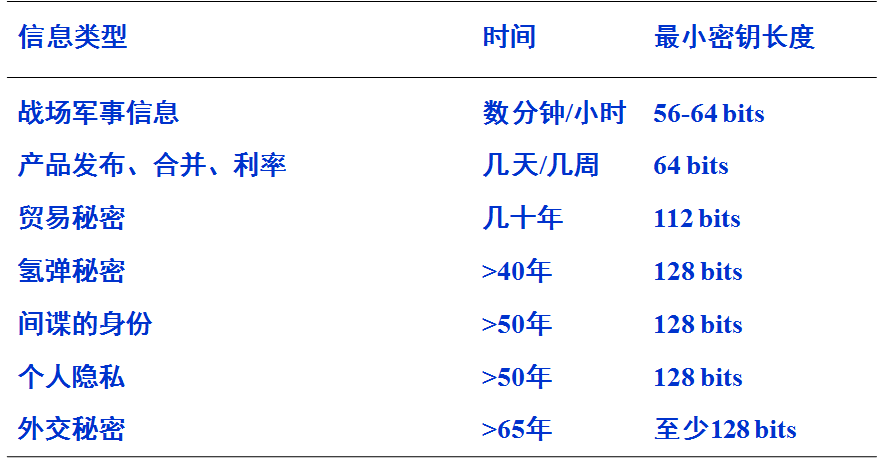 信息类型 时间 最小密钥长度
战场军事信息 数分钟/小时 56-64 bits
产品发布、合并、利率 几天/几周 64 bits
贸易秘密 几十年 112 bits
氢弹秘密 >40年 128 bits
间谍的身份 >50年 128 bits
个人隐私 >50年 128 bits
外交秘密 >65年 至少128 bits